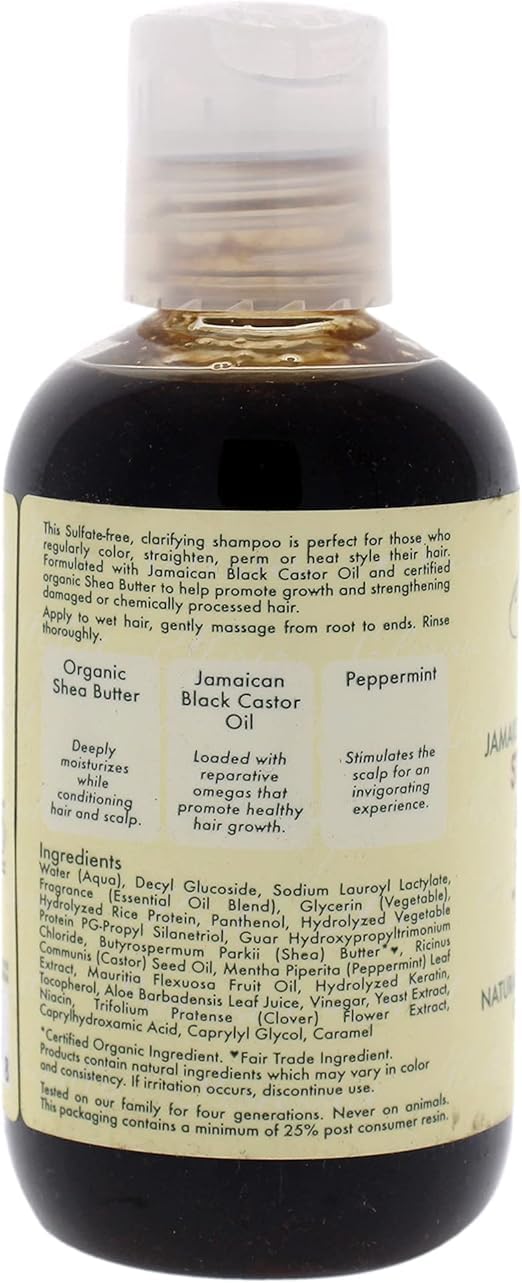 This Sulfate-free, clarifying shampoo is perfect for those who
regularly color, straighten, perm or heat style their hair.
Formulated with Jamaican Black Castor Oil and certified
organic Shea Butter to help promote growth and strengthening
damaged or chemically processed hair.
Apply to wet hair, gently massage from root to ends. Rinse
thoroughly.
Organic
Shea Butter
Deeply
moisturizes
while
conditioning
hair and scalp.
Jamaican
Black Castor
Oil
Loaded with
reparative
omegas that
promote healthy
hair growth.
Peppermint
Stimulates the
scalp for an
invigorating
experience.
Ingredients
Water (Aqua), Decyl Glucoside, Sodium Lauroyl Lactylate,
Fragrance (Essential Oil Blend), Glycerin (Vegetable),
Hydrolyzed Rice Protein, Panthenol, Hydrolyzed Vegetable
Protein PG-Propyl Silanetriol, Guar Hydroxypropyltrimonium
Chloride, Butyrospermum Parkii (Shea) Butter*♥, Ricinus
Communis (Castor) Seed Oil, Mentha Piperita (Peppermint) Leaf
Extract, Mauritia Flexuosa Fruit Oil, Hydrolyzed Keratin,
Tocopherol, Aloe Barbadensis Leaf Juice, Vinegar, Yeast Extract,
Niacin, Trifolium Pratense (Clover) Flower Extract,
Caprylhydroxamic Acid, Caprylyl Glycol, Caramel
*Certified Organic Ingredient. ♥Fair Trade Ingredient.
Products contain natural ingredients which may vary in color
and consistency. If irritation occurs, discontinue use.
Tested on our family for four generations. Never on animals.
This packaging contains a minimum of 25% post consumer resin.